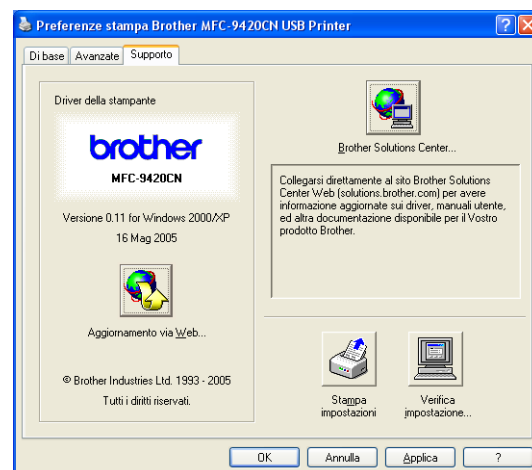 Preferenze stampa Brother MFC-9420CN USB Printer
Di base
Avanzate
Supporto
Driver della stampante
brother
MFC-9420CN
Versione 0.11 for Windows 2000/XP
16 Mag 2005
Aggiornamento via Web...
© Brother Industries Ltd. 1993 - 2005
Tutti i diritti riservati.
Brother Solutions Center...
Collegarsi direttamente al sito Brother Solutions
Center Web (solutions.brother.com) per avere
informazione aggiornate sui driver, manuali utente,
ed altra documentazione disponibile per il Vostro
prodotto Brother.
Stampa
impostazioni
Verifica
impostazione...
OK
Annulla
Applica
?